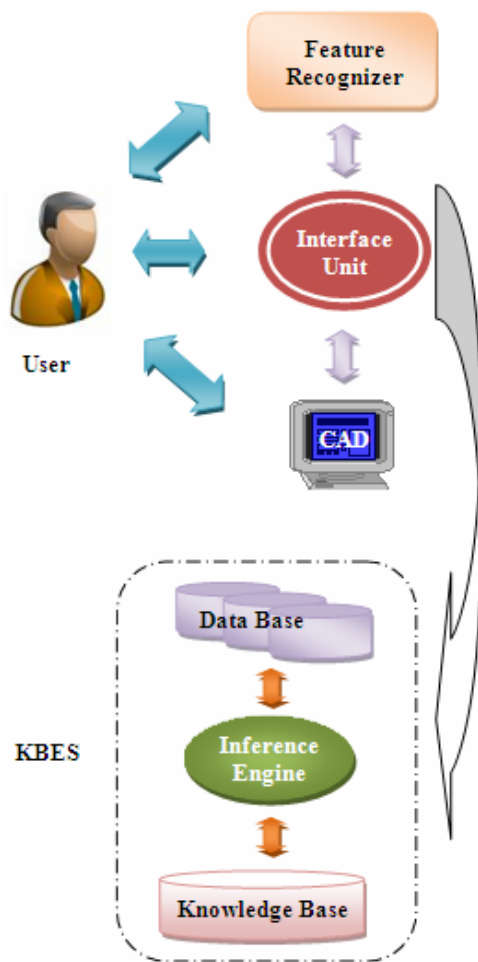 Feature
Recognizer
Interface
Unit
User
CAD
Data Base
KBES
Inference
Engine
Knowledge Base